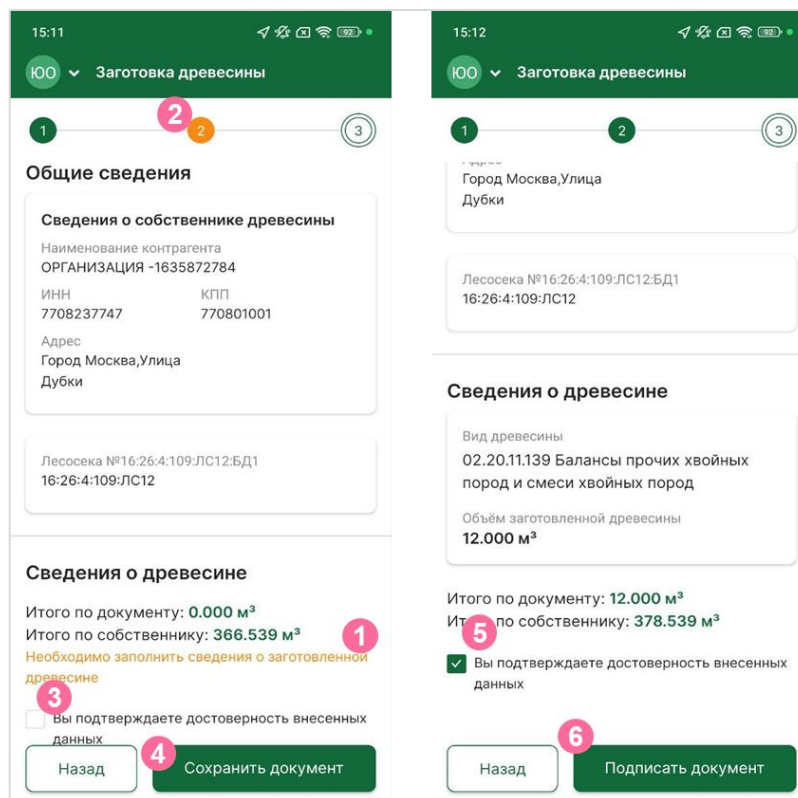 15:11
92
ЮО Заготовка древесины
2
1 2 3
Общие сведения
Сведения о собственнике древесины
Наименование контрагента
ОРГАНИЗАЦИЯ -1635872784
ИНН КПП
7708237747 770801001
Адрес
Город Москва,Улица
Дубки
Лесосека №16:26:4:109:ЛС12:БД1
16:26:4:109:ЛС12
Сведения о древесине
Итого по документу: 0.000 м³
Итого по собственнику: 366.539 м³
1
Необходимо заполнить сведения о заготовленной
древесине
3
Вы подтверждаете достоверность внесенных
данных
4
Назад Сохранить документ
15:12
92
ЮО Заготовка древесины
1 2 3
Адрес
Город Москва,Улица
Дубки
Лесосека №16:26:4:109:ЛС12:БД1
16:26:4:109:ЛС12
Сведения о древесине
Вид древесины
02.20.11.139 Балансы прочих хвойных
пород и смеси хвойных пород
Объём заготовленной древесины
12.000 м³
Итого по документу: 12.000 м³
Итого по собственнику: 378.539 м³
5
Вы подтверждаете достоверность внесенных
данных
6
Назад Подписать документ